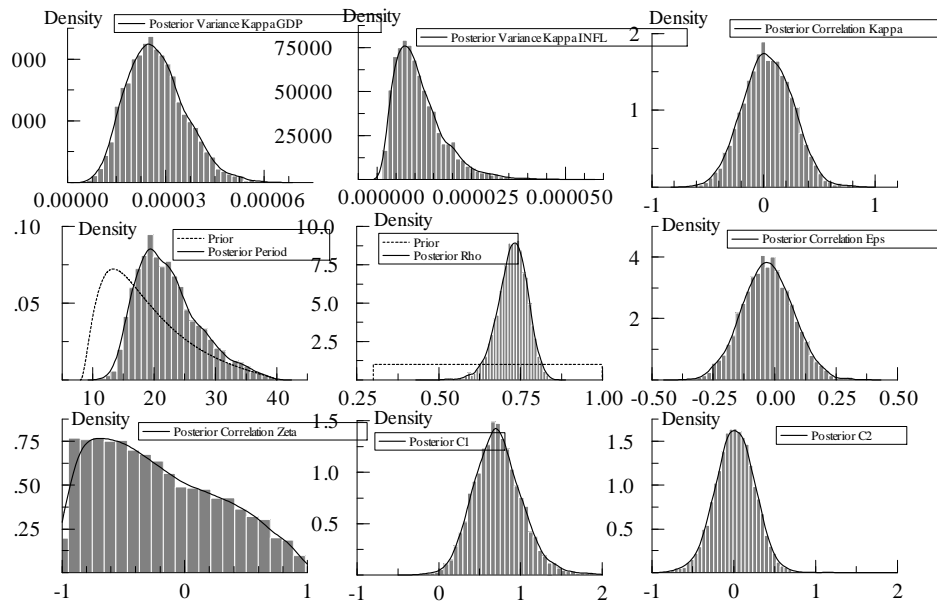 Density
Posterior Variance Kappa GDP
000
000
0.00000 0.00003 0.00006
Density
Posterior Variance Kappa INFL
75000
50000
25000
0.000000 0.000025 0.000050
Density
Posterior Correlation Kappa
2
1
-1 0 1
Density
Prior
Posterior Period
.10
.05
10 20 30 40
Density
Prior
Posterior Rho
10.0
7.5
5.0
2.5
0.25 0.50 0.75 1.00
Density
Posterior Correlation Eps
4
2
-0.50 -0.25 0.00 0.25 0.50
Density
Posterior Correlation Zeta
.75
.50
.25
-1 0 1
Density
Posterior C1
1.5
1.0
0.5
-1 0 1 2
Density
Posterior C2
1.5
1.0
0.5
-1 0 1 2